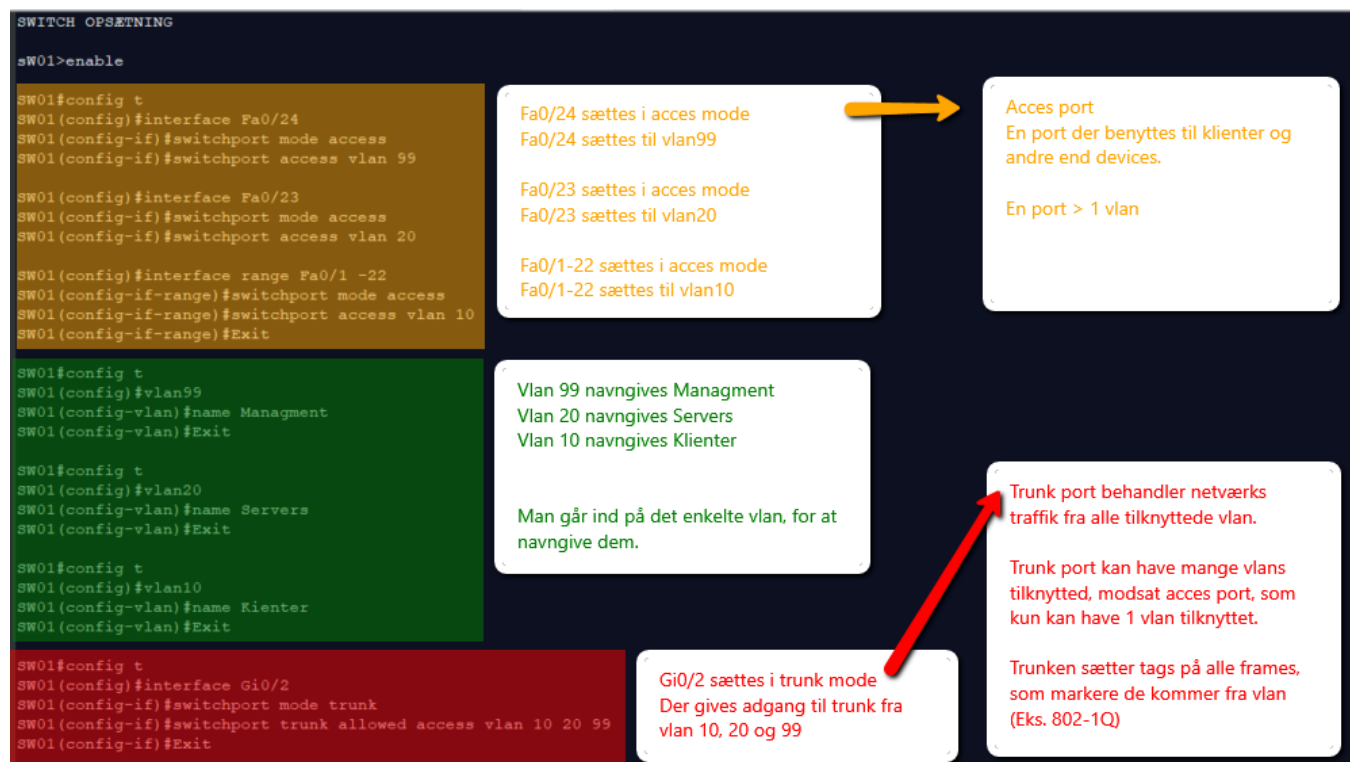 SWITCH OPSÆTNING
sW01>enable
SW01#config t
SW01(config)#interface Fa0/24
SW01(config-if)#switchport mode access
SW01(config-if)#switchport access vlan 99
SW01(config)#interface Fa0/23
SW01(config-if)#switchport mode access
SW01(config-if)#switchport access vlan 20
SW01(config)#interface range Fa0/1 -22
SW01(config-if-range)#switchport mode access
SW01(config-if-range)#switchport access vlan 10
SW01(config-if-range)#Exit
Fa0/24 sættes i acces mode
Fa0/24 sættes til vlan99
Fa0/23 sættes i acces mode
Fa0/23 sættes til vlan20
Fa0/1-22 sættes i acces mode
Fa0/1-22 sættes til vlan10
Acces port
En port der benyttes til klienter og
andre end devices.
En port > 1 vlan
SW01#config t
SW01(config)#vlan99
SW01(config-vlan)#name Managment
SW01(config-vlan)#Exit
SW01#config t
SW01(config)#vlan20
SW01(config-vlan)#name Servers
SW01(config-vlan)#Exit
SW01#config t
SW01(config)#vlan10
SW01(config-vlan)#name Kienter
SW01(config-vlan)#Exit
Vlan 99 navngives Managment
Vlan 20 navngives Servers
Vlan 10 navngives Klienter
Man går ind på det enkelte vlan, for at
navngive dem.
SW01#config t
SW01(config)#interface Gi0/2
SW01(config-if)#switchport mode trunk
SW01(config-if)#switchport trunk allowed access vlan 10 20 99
SW01(config-if)#Exit
Gi0/2 sættes i trunk mode
Der gives adgang til trunk fra
vlan 10, 20 og 99
Trunk port behandler netværks
traffik fra alle tilknyttede vlan.
Trunk port kan have mange vlans
tilknytted, modsat acces port, som
kun kan have 1 vlan tilknyttet.
Trunken sætter tags på alle frames,
som markere de kommer fra vlan
(Eks. 802-1Q)